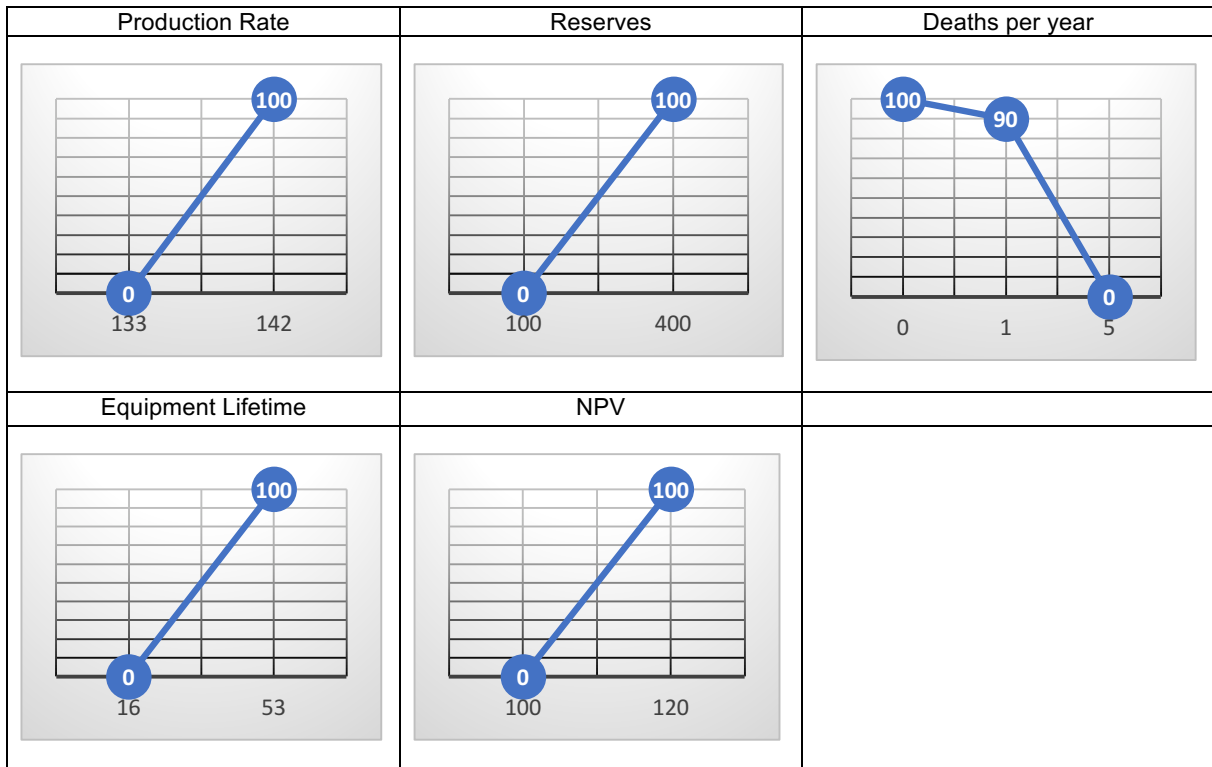 Production Rate
Reserves
Deaths per year
100
0
133 142
100
0
100 400
100
90
0
0 1 5
Equipment Lifetime
NPV
100
0
16 53
100
0
100 120